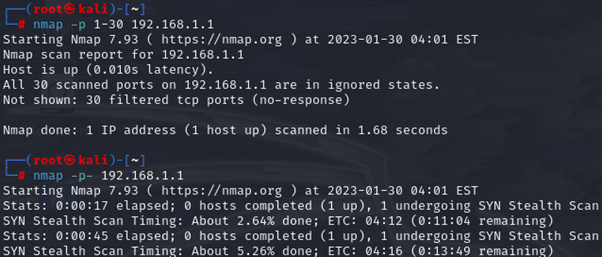 ┌──(root㉿kali)-[~]
└─# nmap -p 1-30 192.168.1.1
Starting Nmap 7.93 ( https://nmap.org ) at 2023-01-30 04:01 EST
Nmap scan report for 192.168.1.1
Host is up (0.010s latency).
All 30 scanned ports on 192.168.1.1 are in ignored states.
Not shown: 30 filtered tcp ports (no-response)
Nmap done: 1 IP address (1 host up) scanned in 1.68 seconds
┌──(root㉿kali)-[~]
└─# nmap -p- 192.168.1.1
Starting Nmap 7.93 ( https://nmap.org ) at 2023-01-30 04:01 EST
Stats: 0:00:17 elapsed; 0 hosts completed (1 up), 1 undergoing SYN Stealth Scan
SYN Stealth Scan Timing: About 2.64% done; ETC: 04:12 (0:11:04 remaining)
Stats: 0:00:45 elapsed; 0 hosts completed (1 up), 1 undergoing SYN Stealth Scan
SYN Stealth Scan Timing: About 5.26% done; ETC: 04:16 (0:13:49 remaining)